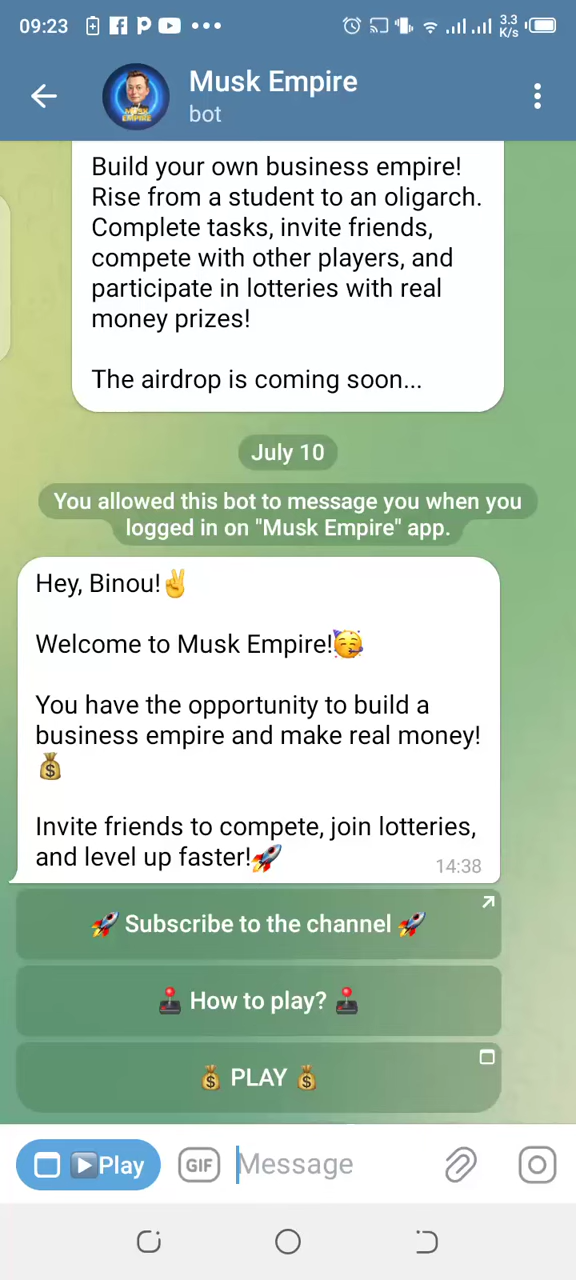 09:23
3.3
K/s
Musk Empire
bot
MUSK
EMPIRE
Build your own business empire!
Rise from a student to an oligarch.
Complete tasks, invite friends,
compete with other players, and
participate in lotteries with real
money prizes!
The airdrop is coming soon...
July 10
You allowed this bot to message you when you
logged in on "Musk Empire" app.
Hey, Binou!✌️
Welcome to Musk Empire!🥳
You have the opportunity to build a
business empire and make real money!
💰
Invite friends to compete, join lotteries,
and level up faster!🚀
14:38
🚀 Subscribe to the channel 🚀
🕹️ How to play? 🕹️
💰 PLAY 💰
▶️Play
GIF
Message